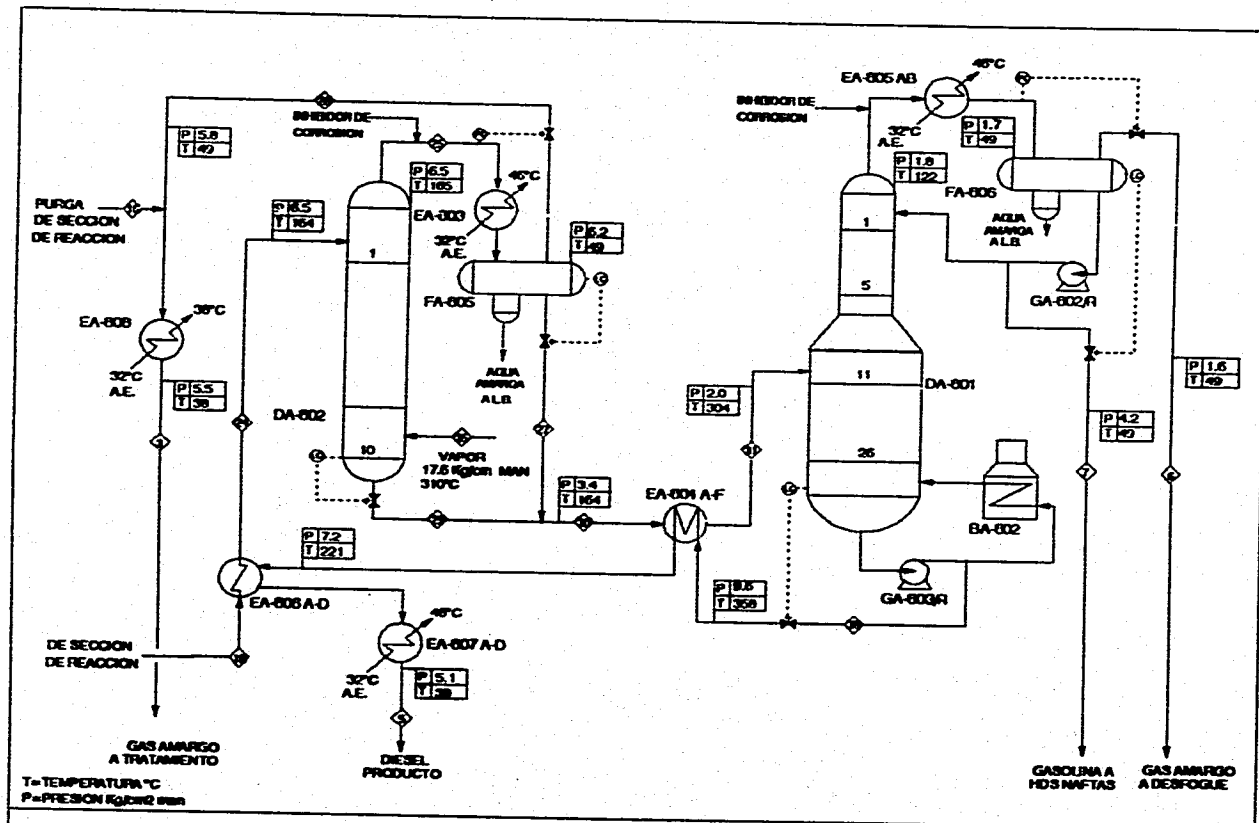 EA-605 AB
46°C
INHIBIDOR DE
CORROSION
32°C
A.E.
P 1.7
T 49
P 1.8
T 122
FA-606
AGUA
AMARGA
A L.B.
GA-602/R
1
5
11
26
DA-601
P 2.0
T 304
BA-602
GA-603/R
P 4.2
T 49
7
P 1.6
T 49
INHIBIDOR DE
CORROSION
P 5.8
T 49
PURGA
DE SECCION
DE REACCION
P 6.5
T 165
EA-603
46°C
32°C
A.E.
T 164
1
T 49
FA-605
AGUA
AMARGA
A L.B.
EA-608
38°C
32°C
A.E.
P 5.5
T 38
DA-602
10
VAPOR
17.6 Kg/cm MAN
310°C
27
P 3.4
T 164
EA-601 A-F
P 7.2
T 221
T 358
EA-606 A-D
DE SECCION
DE REACCION
46°C
EA-607 A-D
32°C
A.E.
P 5.1
T 38
GAS AMARGO
A TRATAMIENTO
DIESEL
PRODUCTO
GASOLINA A
HDS NAFTAS
GAS AMARGO
A DESFOGUE
T=TEMPERATURA °C
P=PRESION Kg/cm2 man